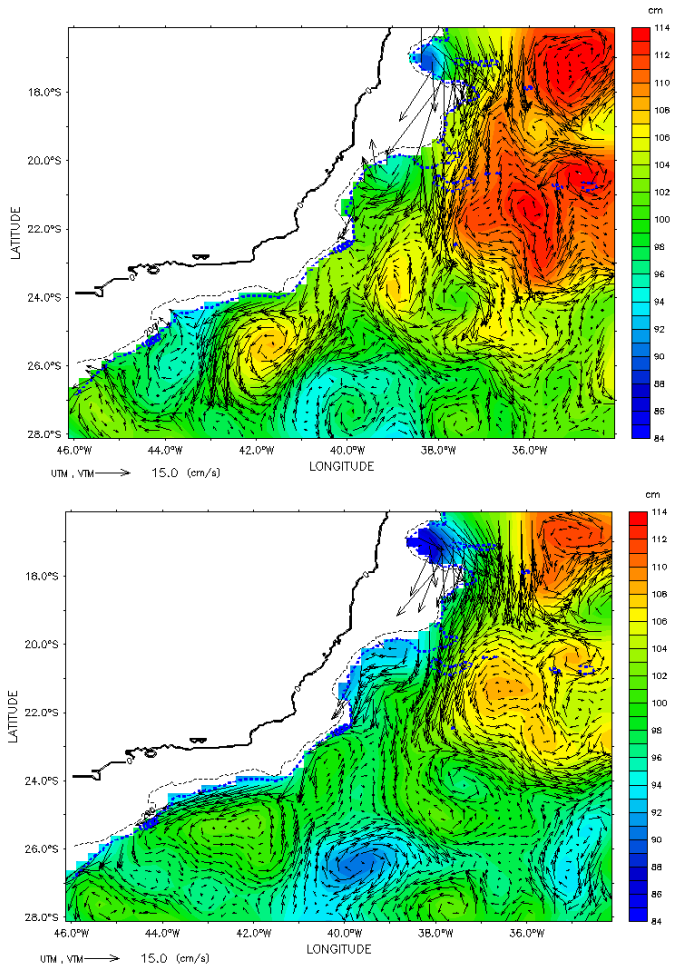 cm
114
112
110
108
106
104
102
100
98
96
94
92
90
88
86
84
18.0°S
20.0°S
22.0°S
24.0°S
26.0°S
28.0°S
LATITUDE
200
46.0°W 44.0°W 42.0°W 40.0°W 38.0°W 36.0°W
LONGITUDE
UTM , VTM 15.0 (cm/s)
cm
114
112
110
108
106
104
102
100
98
96
94
92
90
88
86
84
18.0°S
20.0°S
22.0°S
24.0°S
26.0°S
28.0°S
LATITUDE
46.0°W 44.0°W 42.0°W 40.0°W 38.0°W 36.0°W
LONGITUDE
UTM , VTM 15.0 (cm/s)